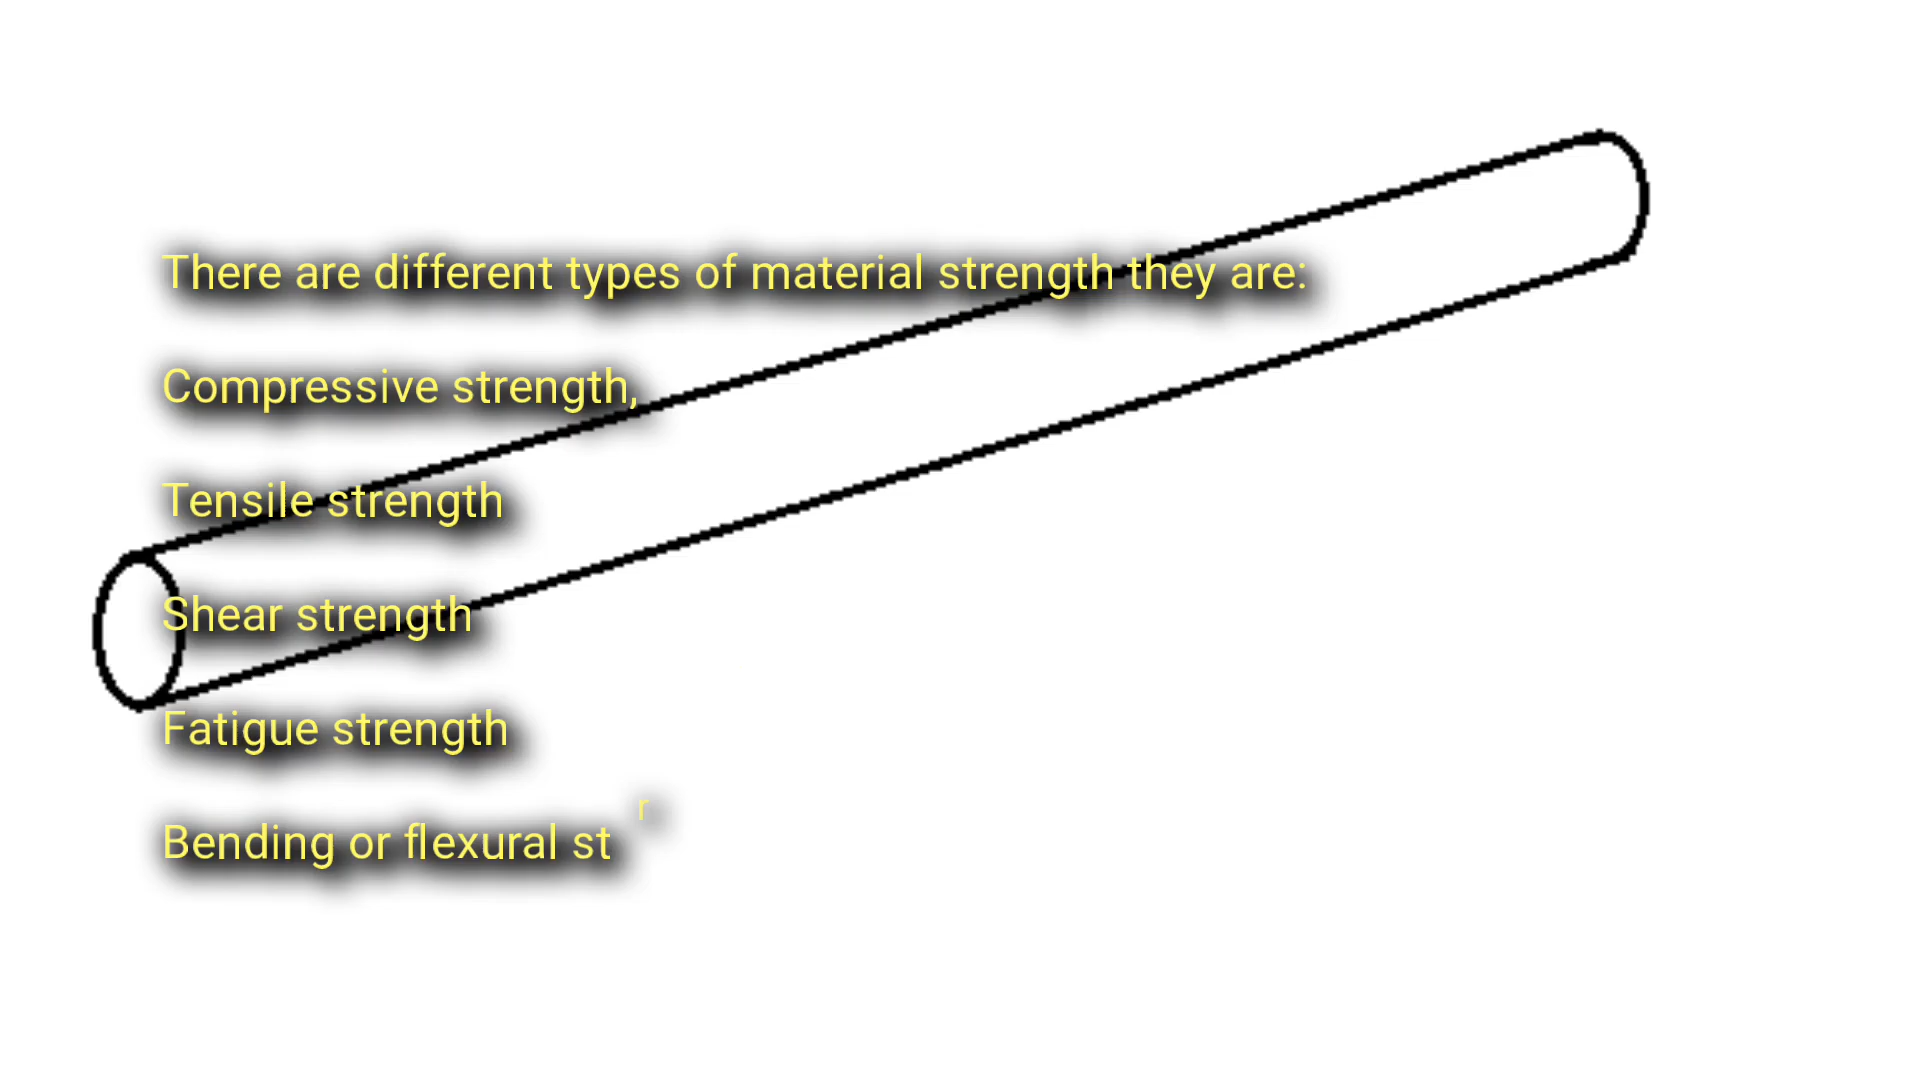 There are different types of material strength they are:
Compressive strength,
Tensile strength
Shear strength
Fatigue strength
Bending or flexural st r